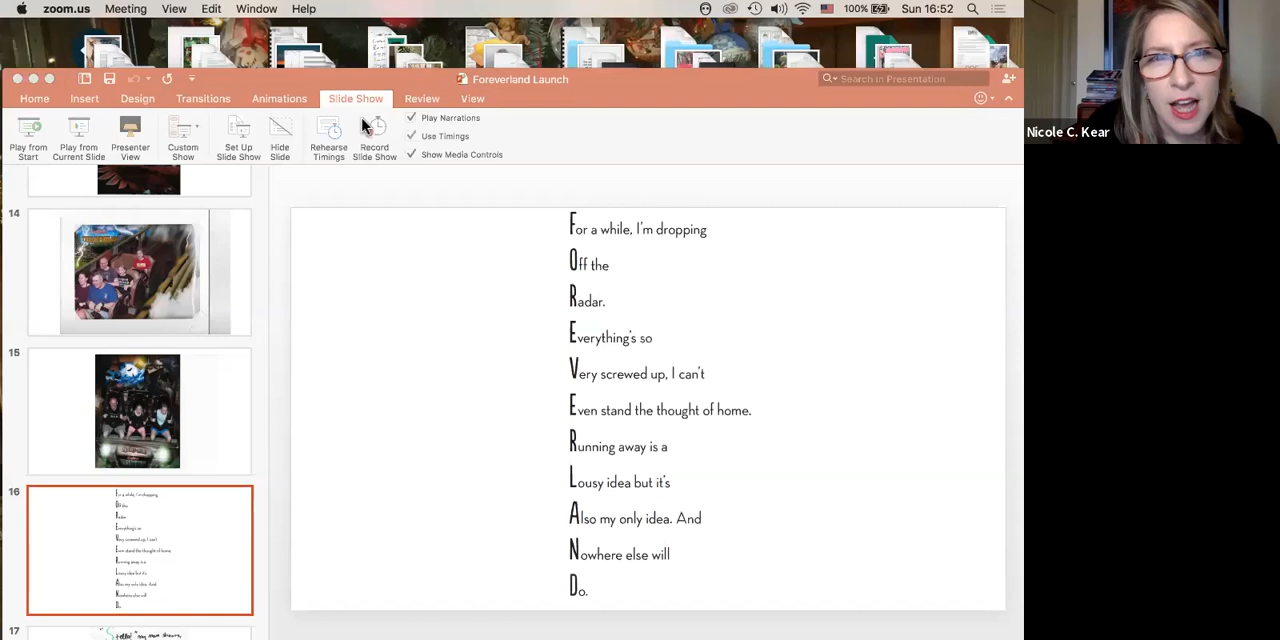 zoom.us Meeting View Edit Window Help 100% Sun 16:52
Foreverland Launch
Search in Presentation
Home Insert Design Transitions Animations Slide Show Review View
Play from Start
Play from Current Slide
Presenter View
Custom Show
Set Up Slide Show
Hide Slide
Rehearse Timings
Record Slide Show
Play Narrations
Use Timings
Show Media Controls
Nicole C. Kear
14
15
16
17
For a while, I'm dropping
Off the
Radar.
Everything's so
Very screwed up, I can't
Even stand the thought of home.
Running away is a
Lousy idea but it's
Also my only idea. And
Nowhere else will
Do.